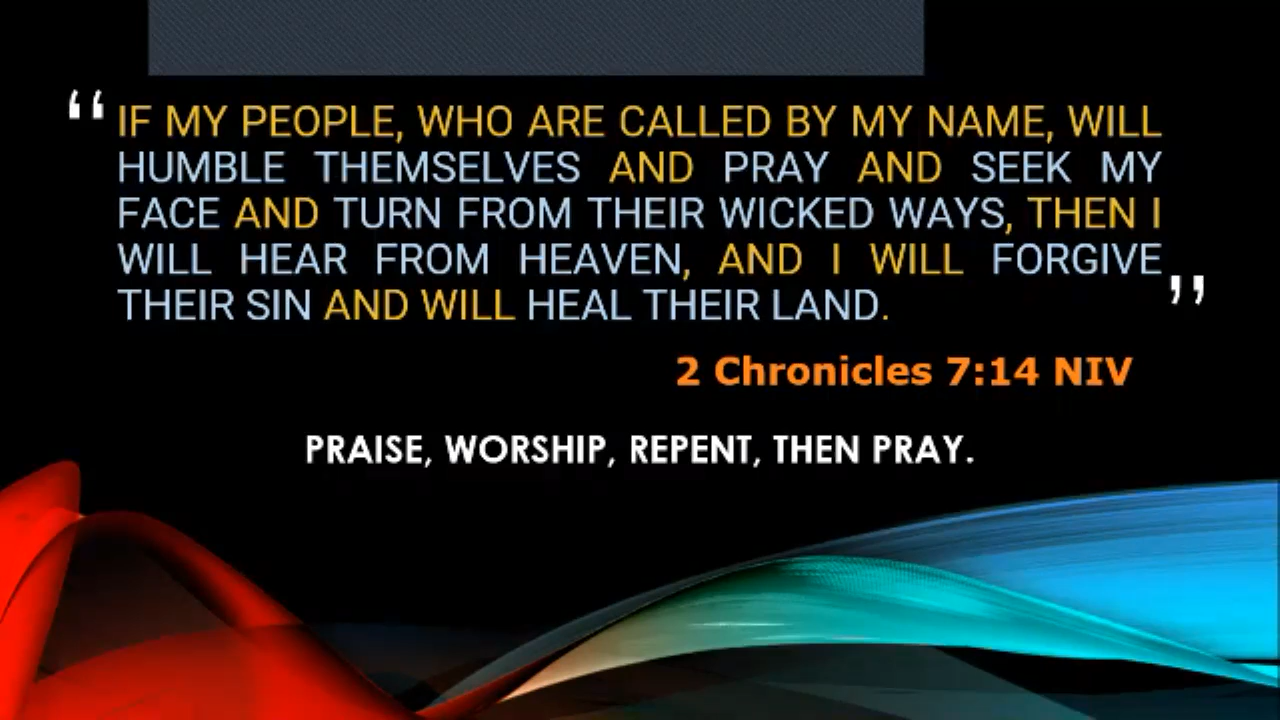 “IF MY PEOPLE, WHO ARE CALLED BY MY NAME, WILL
HUMBLE THEMSELVES AND PRAY AND SEEK MY
FACE AND TURN FROM THEIR WICKED WAYS, THEN I
WILL HEAR FROM HEAVEN, AND I WILL FORGIVE
THEIR SIN AND WILL HEAL THEIR LAND.”
2 Chronicles 7:14 NIV
PRAISE, WORSHIP, REPENT, THEN PRAY.